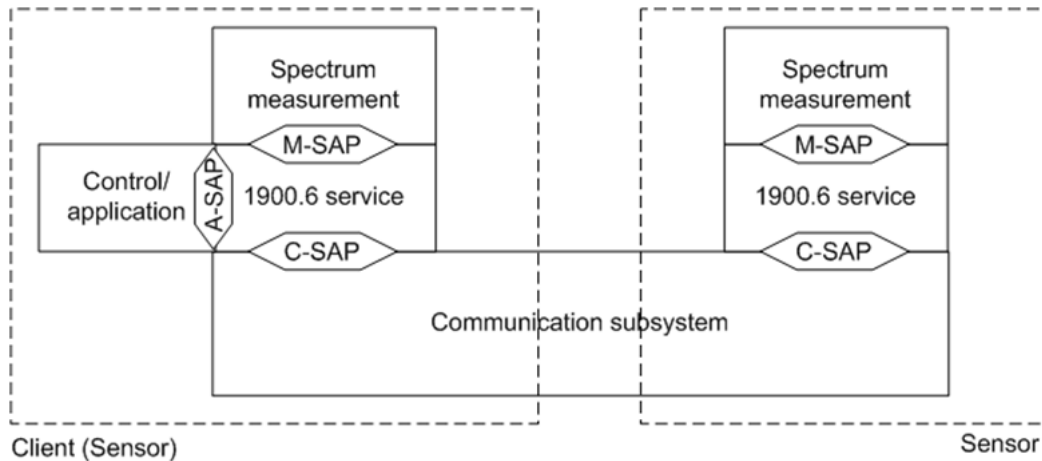 Spectrum
measurement
M-SAP
Control/
application
A-SAP
1900.6 service
C-SAP
Spectrum
measurement
M-SAP
1900.6 service
C-SAP
Communication subsystem
Client (Sensor)
Sensor